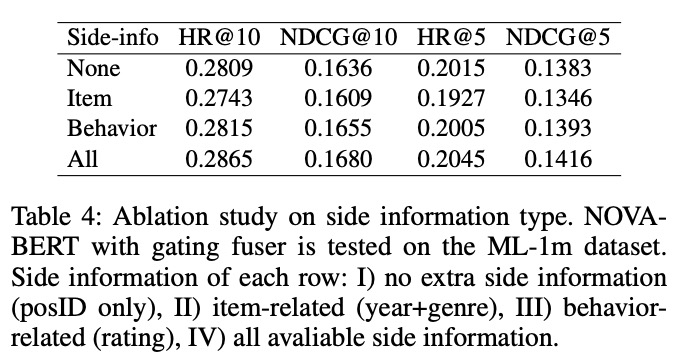 Side-info HR@10 NDCG@10 HR@5 NDCG@5
None 0.2809 0.1636 0.2015 0.1383
Item 0.2743 0.1609 0.1927 0.1346
Behavior 0.2815 0.1655 0.2005 0.1393
All 0.2865 0.1680 0.2045 0.1416
Table 4: Ablation study on side information type. NOVA-
BERT with gating fuser is tested on the ML-1m dataset.
Side information of each row: I) no extra side information
(posID only), II) item-related (year+genre), III) behavior-
related (rating), IV) all avaliable side information.